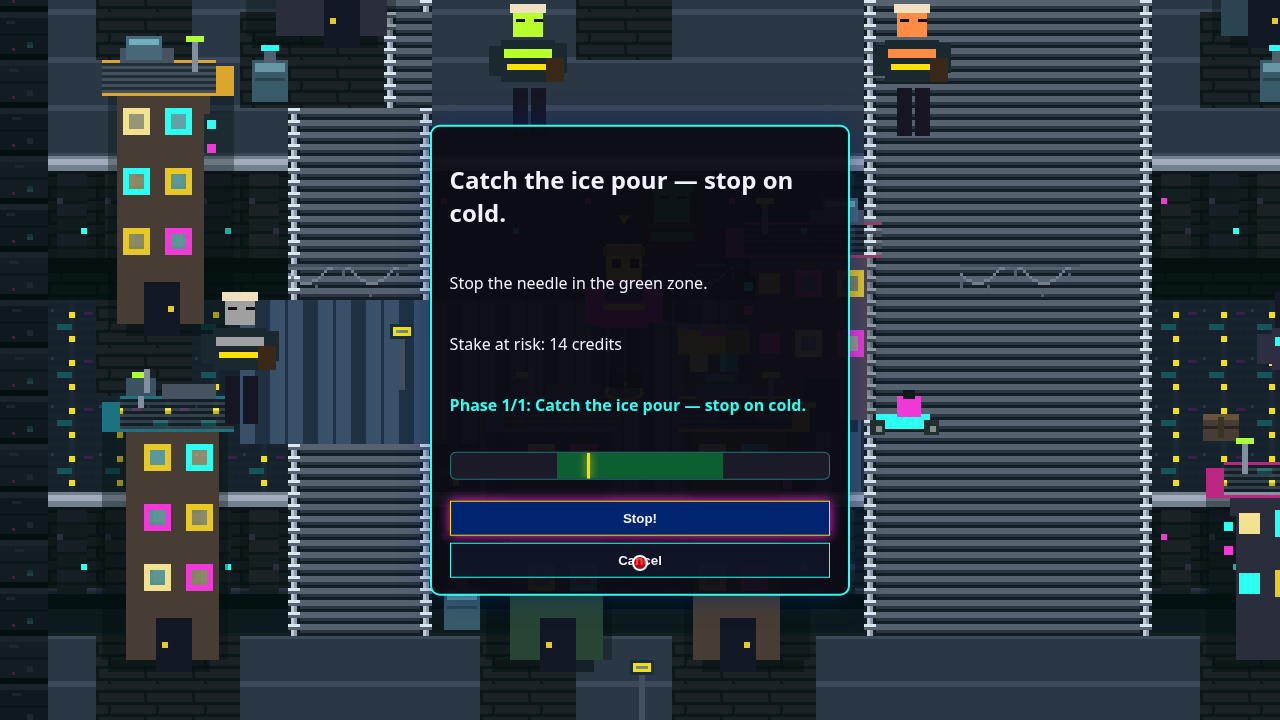 Catch the ice pour — stop on
cold.
Stop the needle in the green zone.
Stake at risk: 14 credits
Phase 1/1: Catch the ice pour — stop on cold.
Stop!
Cancel